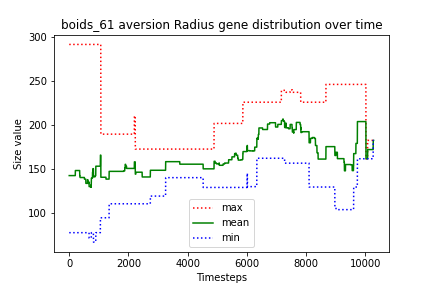 boids_61 aversion Radius gene distribution over time
Size value
300
250
200
150
100
max
mean
min
0
2000
4000
6000
8000
10000
Timesteps